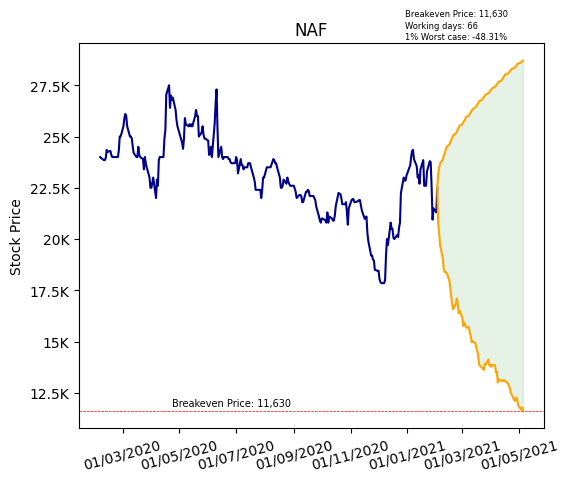 Breakeven Price: 11,630
Working days: 66
1% Worst case: -48.31%
NAF
Stock Price
27.5K
25K
22.5K
20K
17.5K
15K
12.5K
Breakeven Price: 11,630
01/03/2020
01/05/2020
01/07/2020
01/09/2020
01/11/2020
01/01/2021
01/03/2021
01/05/2021